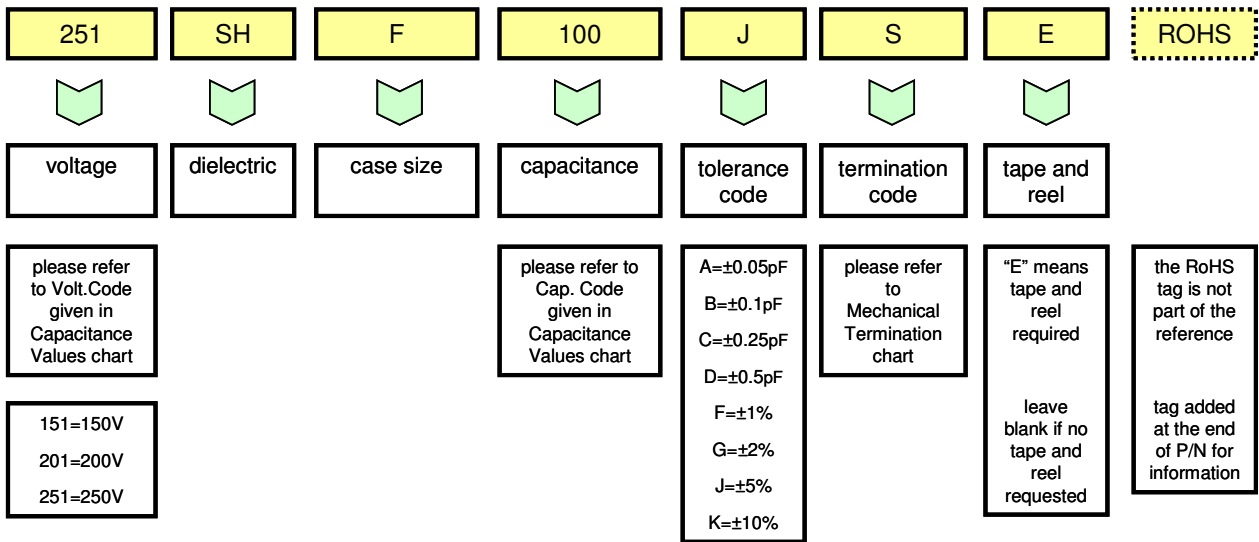 251 SH F 100 J S E ROHS
voltage dielectric case size capacitance tolerance code termination code tape and reel
please refer
to Volt.Code
given in
Capacitance
Values chart
151=150V
201=200V
251=250V
please refer to
Cap. Code
given in
Capacitance
Values chart
A=±0.05pF
B=±0.1pF
C=±0.25pF
D=±0.5pF
F=±1%
G=±2%
J=±5%
K=±10%
please refer
to
Mechanical
Termination
chart
“E” means
tape and
reel
required
leave
blank if no
tape and
reel
requested
the RoHS
tag is not
part of the
reference
tag added
at the end
of P/N for
information